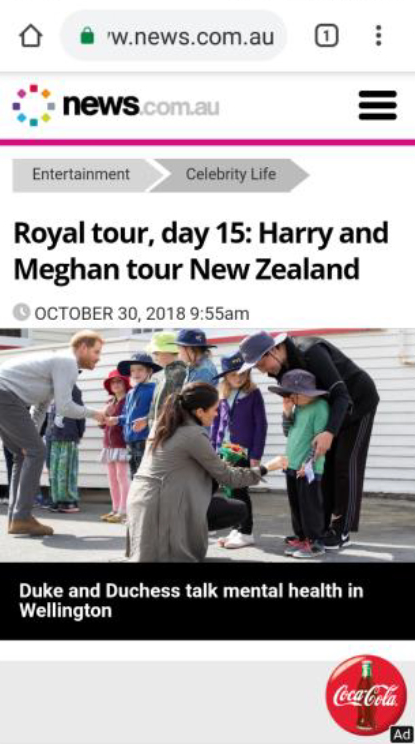 'w.news.com.au
1
news.com.au
Entertainment
Celebrity Life
Royal tour, day 15: Harry and
Meghan tour New Zealand
OCTOBER 30, 2018 9:55am
Duke and Duchess talk mental health in
Wellington
Coca-Cola
Ad